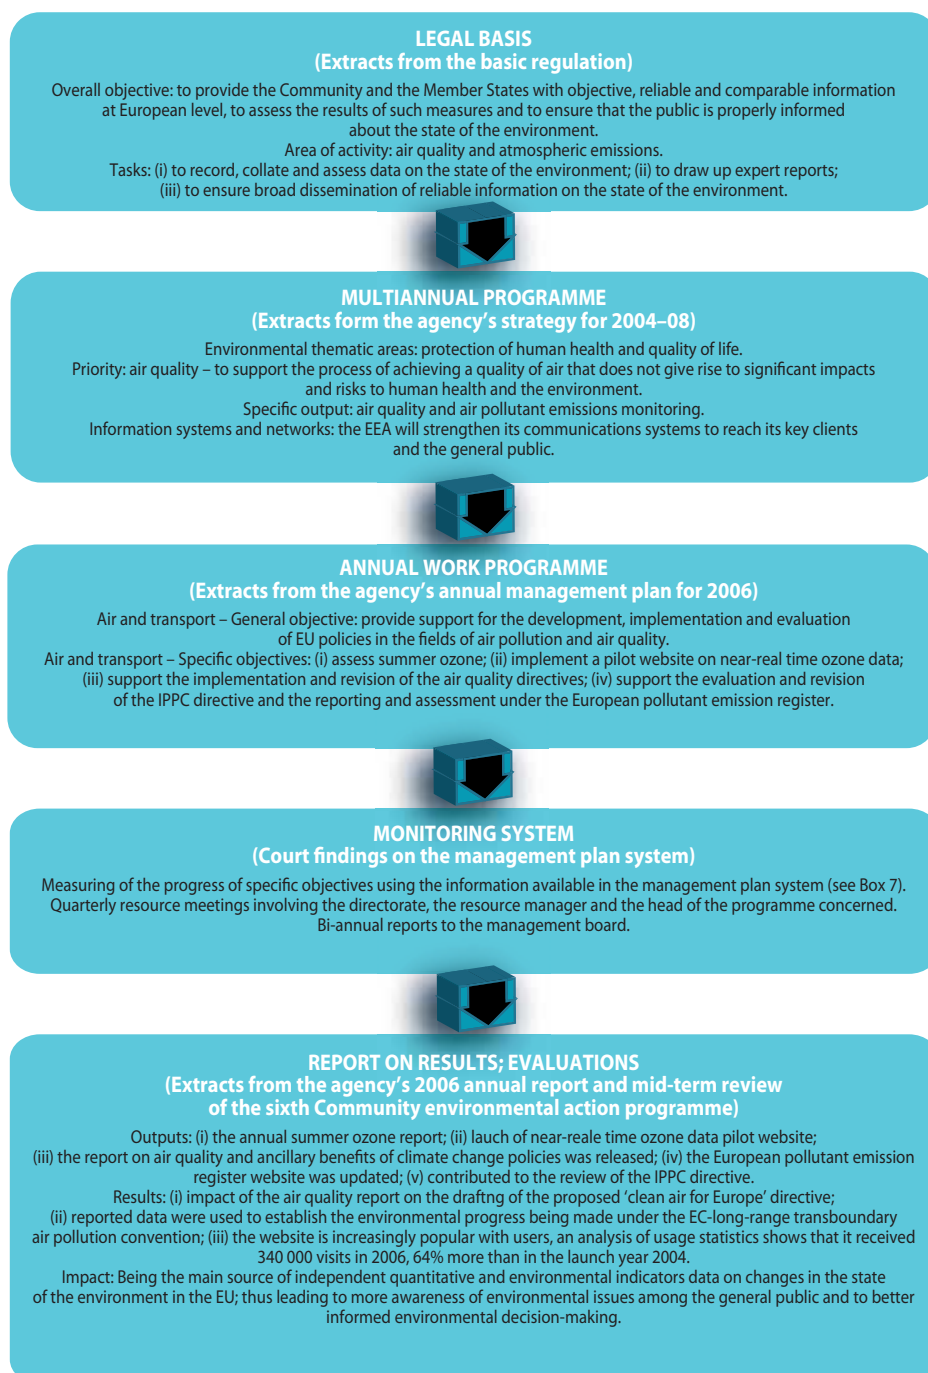 LEGAL BASIS
(Extracts from the basic regulation)
Overall objective: to provide the Community and the Member States with objective, reliable and comparable information
at European level, to assess the results of such measures and to ensure that the public is properly informed
about the state of the environment.
Area of activity: air quality and atmospheric emissions.
Tasks: (i) to record, collate and assess data on the state of the environment; (ii) to draw up expert reports;
(iii) to ensure broad dissemination of reliable information on the state of the environment.
MULTIANNUAL PROGRAMME
(Extracts form the agency's strategy for 2004–08)
Environmental thematic areas: protection of human health and quality of life.
Priority: air quality – to support the process of achieving a quality of air that does not give rise to significant impacts
and risks to human health and the environment.
Specific output: air quality and air pollutant emissions monitoring.
Information systems and networks: the EEA will strengthen its communications systems to reach its key clients
and the general public.
ANNUAL WORK PROGRAMME
(Extracts from the agency's annual management plan for 2006)
Air and transport – General objective: provide support for the development, implementation and evaluation
of EU policies in the fields of air pollution and air quality.
Air and transport – Specific objectives: (i) assess summer ozone; (ii) implement a pilot website on near-real time ozone data;
(iii) support the implementation and revision of the air quality directives; (iv) support the evaluation and revision
of the IPPC directive and the reporting and assessment under the European pollutant emission register.
MONITORING SYSTEM
(Court findings on the management plan system)
Measuring of the progress of specific objectives using the information available in the management plan system (see Box 7).
Quarterly resource meetings involving the directorate, the resource manager and the head of the programme concerned.
Bi-annual reports to the management board.
REPORT ON RESULTS; EVALUATIONS
(Extracts from the agency's 2006 annual report and mid-term review
of the sixth Community environmental action programme)
Outputs: (i) the annual summer ozone report; (ii) lauch of near-reale time ozone data pilot website;
(iii) the report on air quality and ancillary benefits of climate change policies was released; (iv) the European pollutant emission
register website was updated; (v) contributed to the review of the IPPC directive.
Results: (i) impact of the air quality report on the draftng of the proposed 'clean air for Europe' directive;
(ii) reported data were used to establish the environmental progress being made under the EC-long-range transboundary
air pollution convention; (iii) the website is increasingly popular with users, an analysis of usage statistics shows that it received
340 000 visits in 2006, 64% more than in the launch year 2004.
Impact: Being the main source of independent quantitative and environmental indicators data on changes in the state
of the environment in the EU; thus leading to more awareness of environmental issues among the general public and to better
informed environmental decision-making.